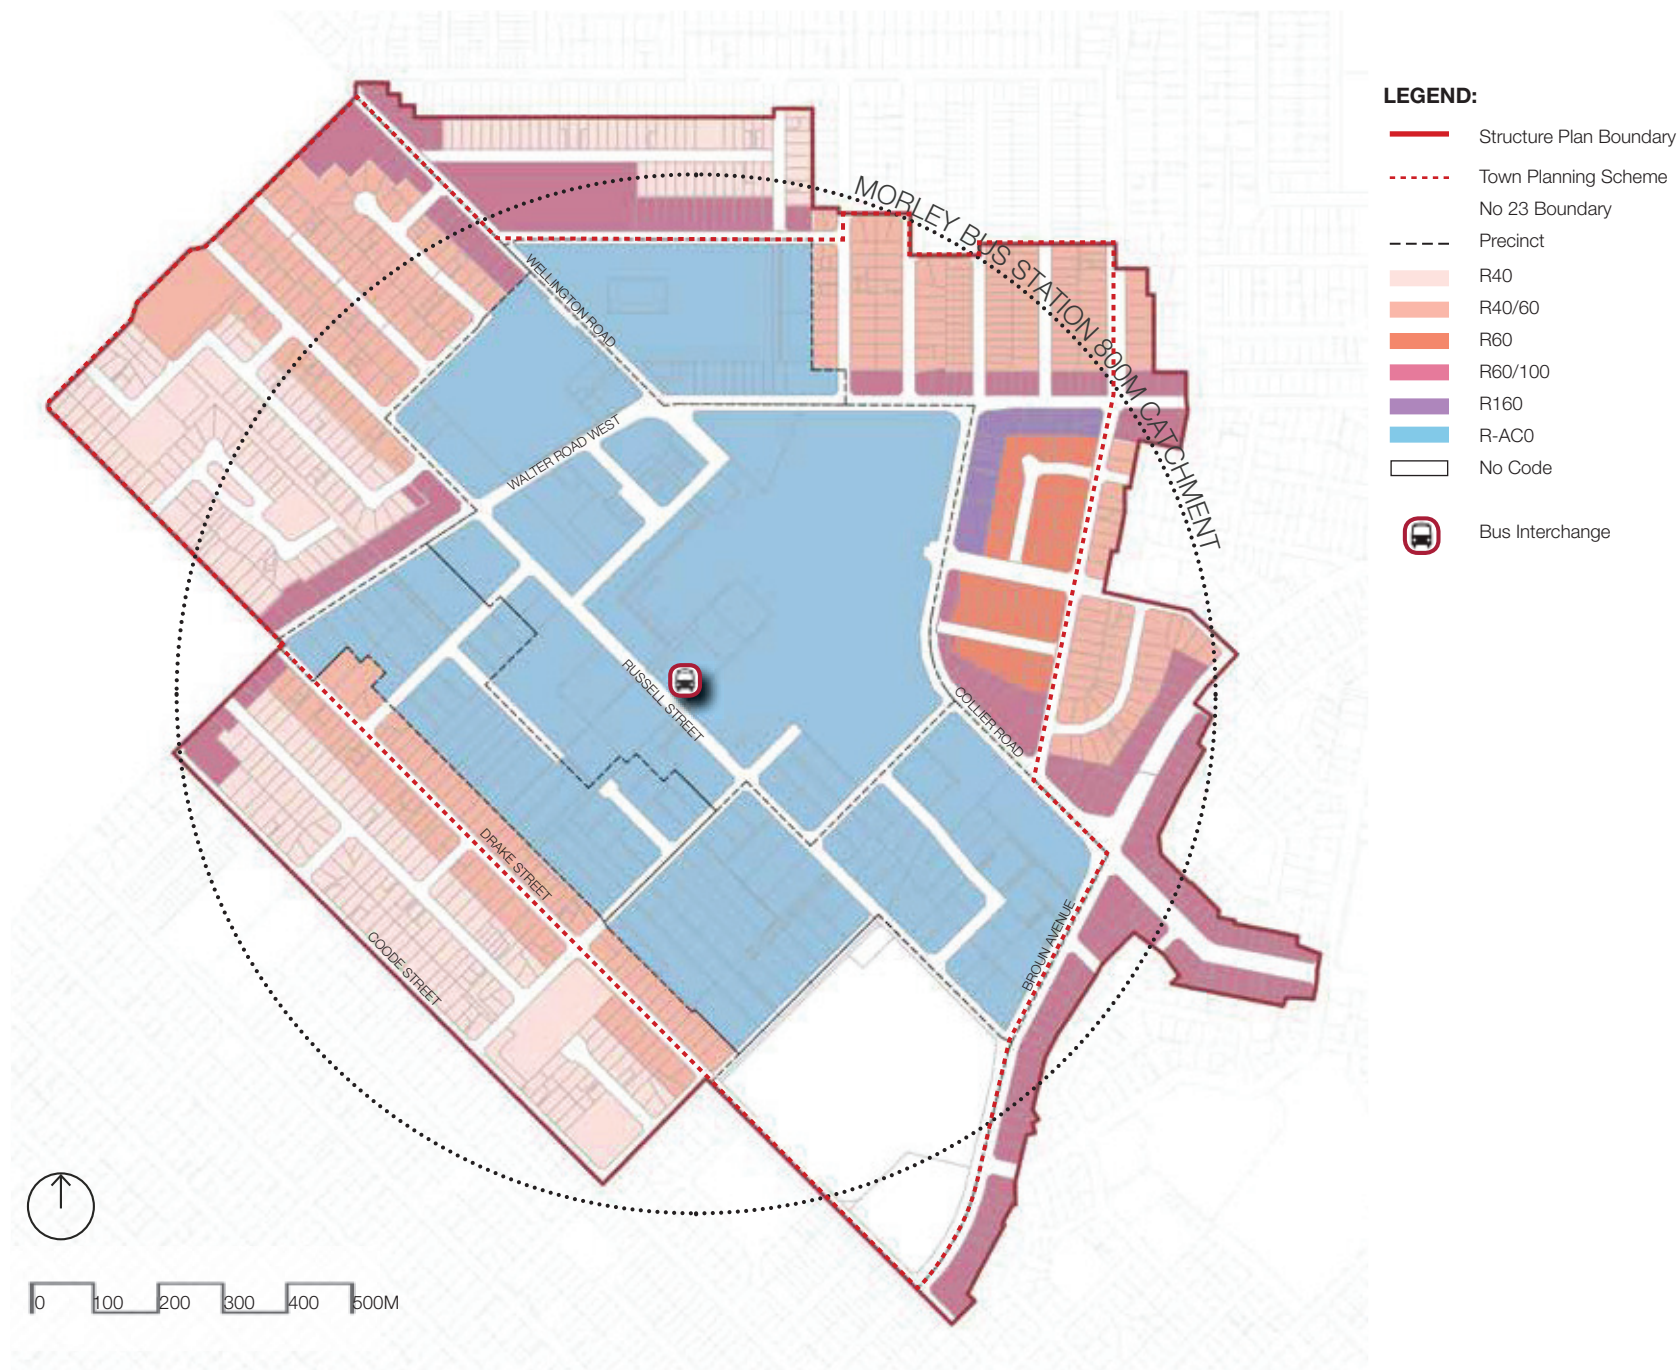 LEGEND:
Structure Plan Boundary
Town Planning Scheme
No 23 Boundary
Precinct
R40
R40/60
R60
R60/100
R160
R-AC0
No Code
Bus Interchange
MORLEY BUS STATION 800M CATCHMENT
WELLINGTON ROAD
WALTER ROAD WEST
RUSSELL STREET
COLLIER ROAD
DRAKE STREET
BROUN AVENUE
COODE STREET
0 100 200 300 400 500M